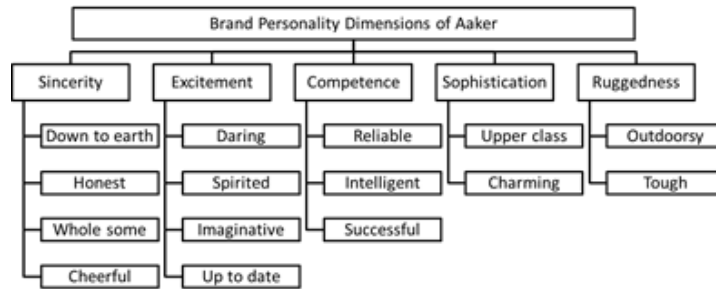 Brand Personality Dimensions of Aaker
Sincerity
Excitement
Competence
Sophistication
Ruggedness
Down to earth
Daring
Reliable
Upper class
Outdoorsy
Honest
Spirited
Intelligent
Charming
Tough
Whole some
Imaginative
Successful
Cheerful
Up to date